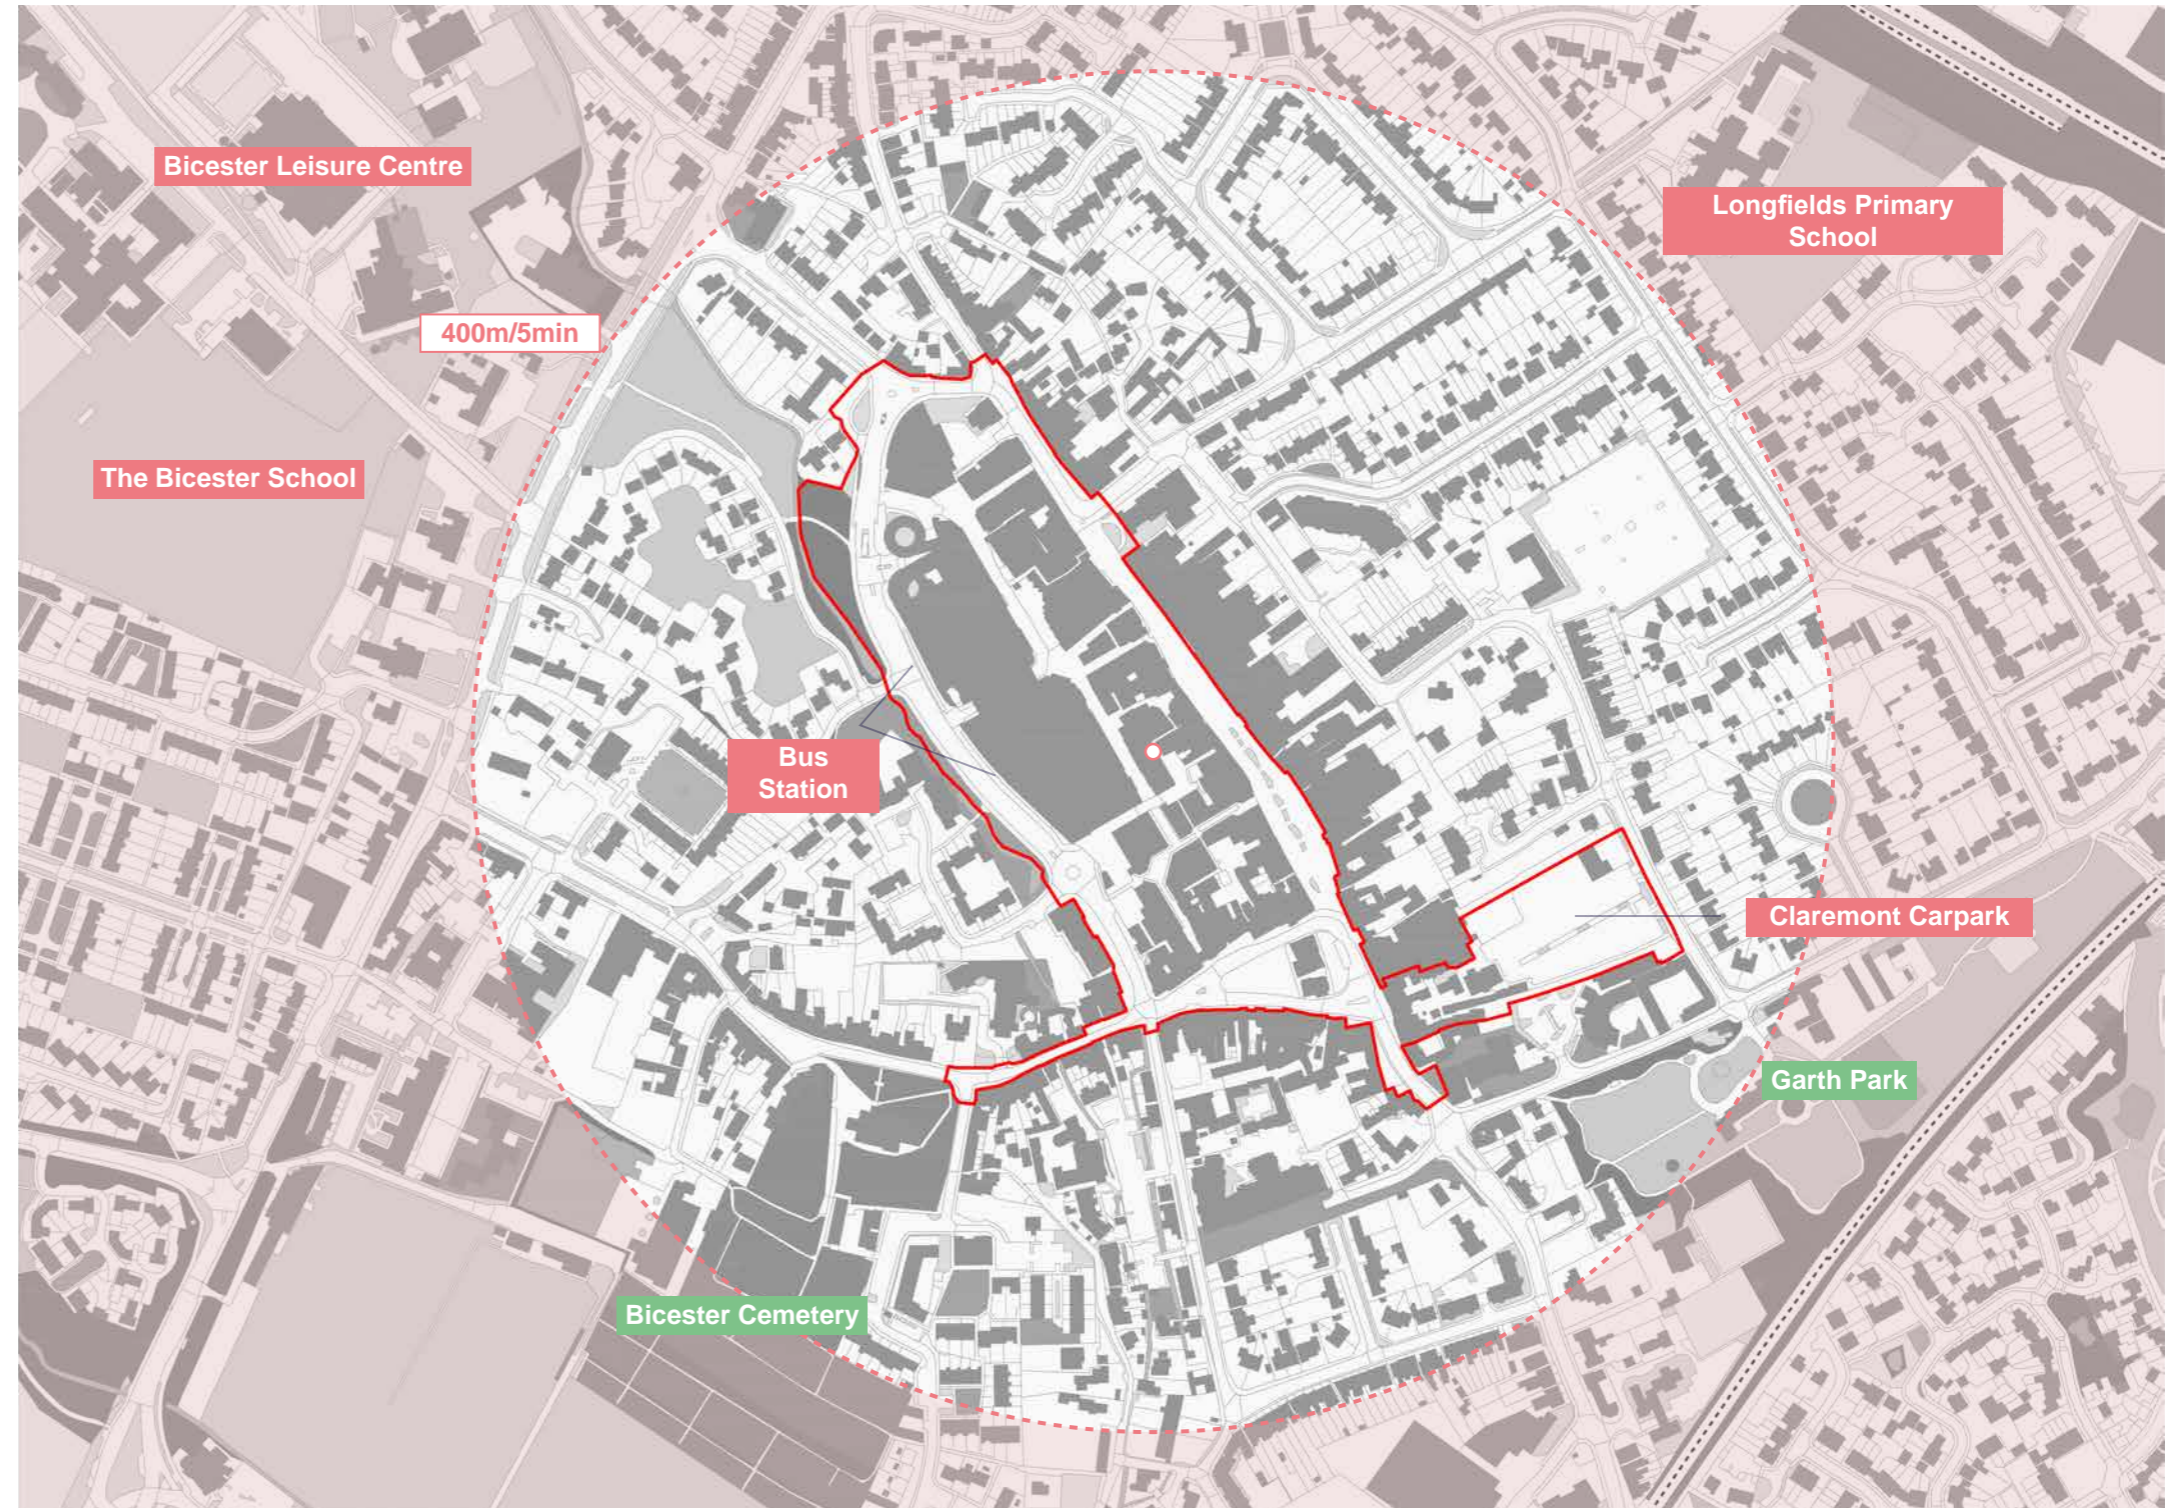 Bicester Leisure Centre
Longfields Primary
School
400m/5min
The Bicester School
Bus
Station
Claremont Carpark
Garth Park
Bicester Cemetery